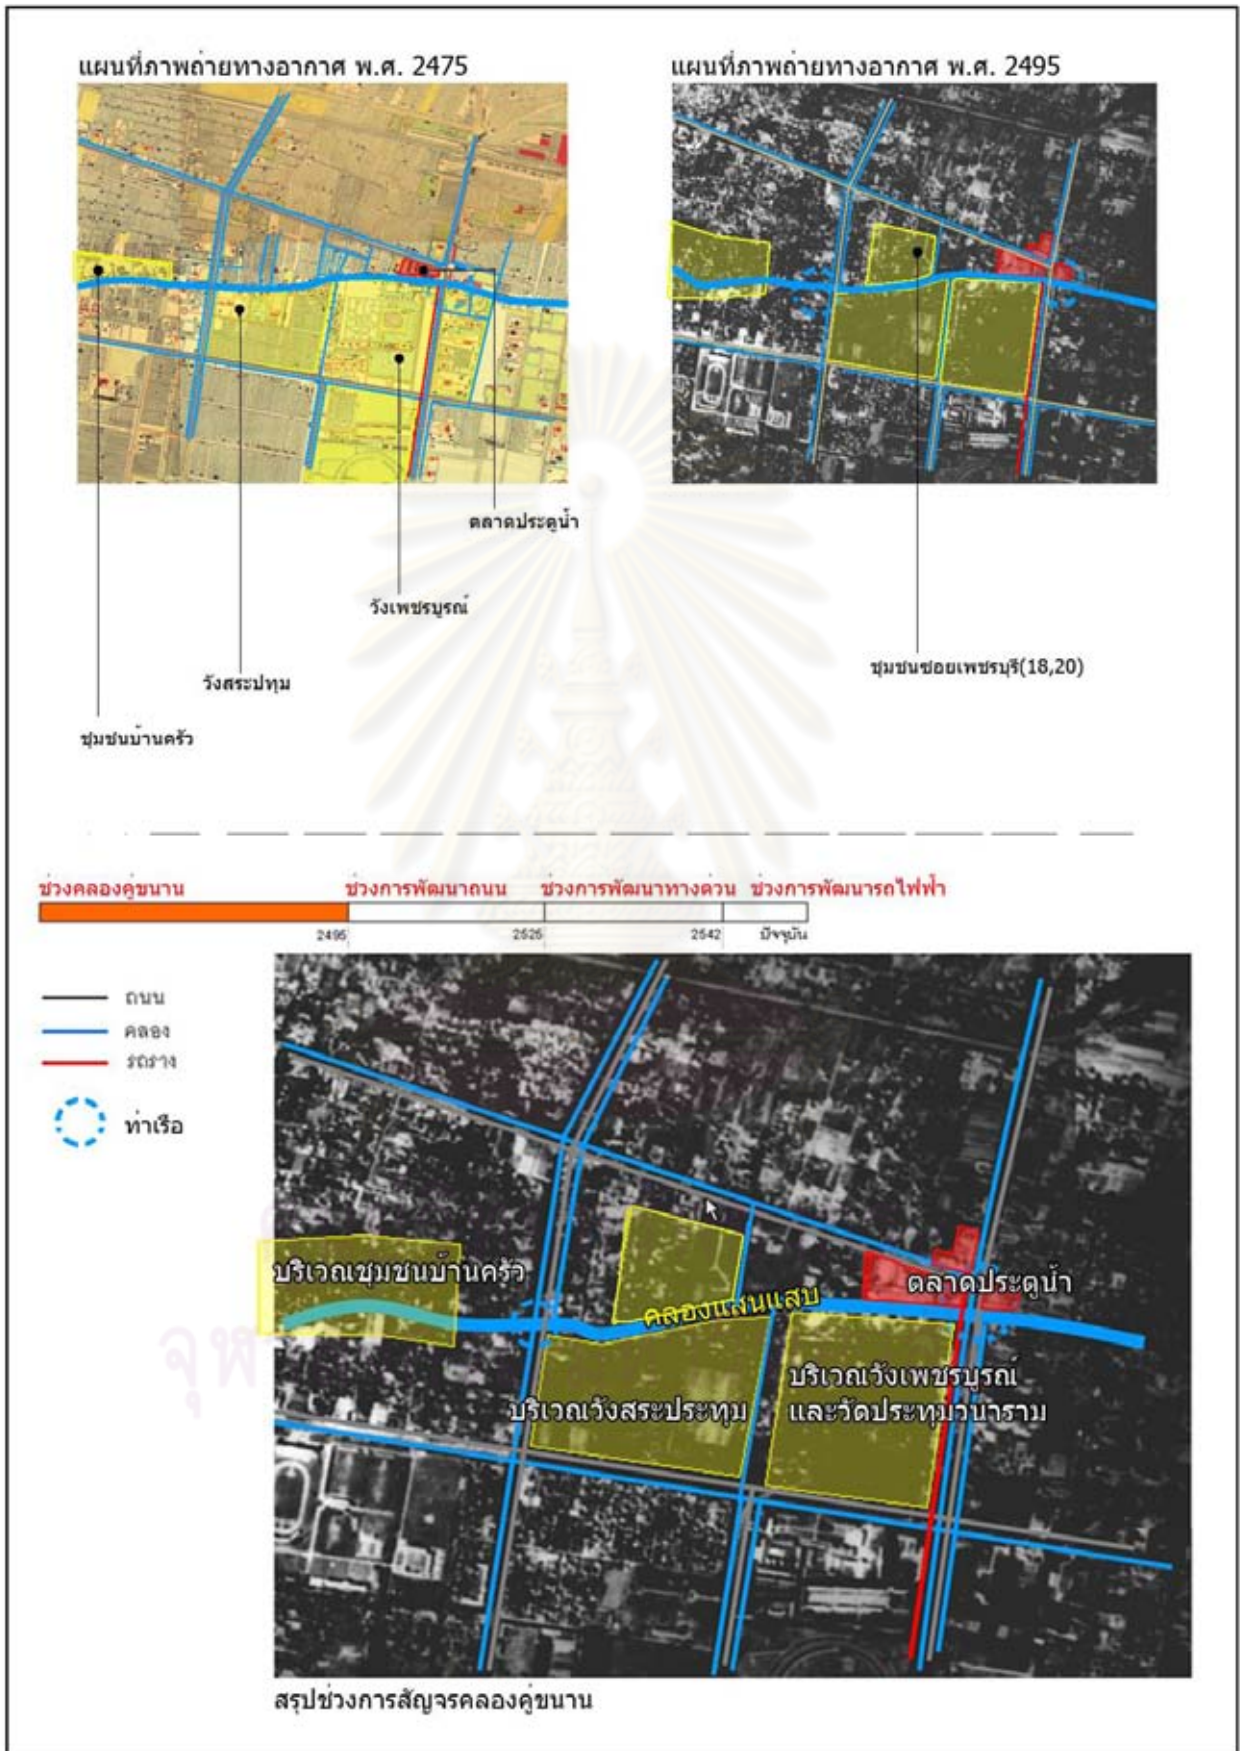 แผนที่ภาพถ่ายทางอากาศ พ.ศ. 2475
แผนที่ภาพถ่ายทางอากาศ พ.ศ. 2495
ตลาดประตูน้ำ
วังเพชรบูรณ์
ชุมชนซอยเพชรบุรี(18,20)
วังสระปทุม
ชุมชนบ้านครัว
ช่วงคลองคู่ขนาน
ช่วงการพัฒนาถนน
ช่วงการพัฒนาทางด่วน
ช่วงการพัฒนารถไฟฟ้า
2495
2525
2542
ปัจจุบัน
ถนน
คลอง
รถราง
ท่าเรือ
บริเวณชุมชนบ้านครัว
ตลาดประตูน้ำ
คลองแสนแสบ
บริเวณวังเพชรบูรณ์
และวัดประทุมวนาราม
บริเวณวังสระประทุม
สรุปช่วงการสัญจรคลองคู่ขนาน